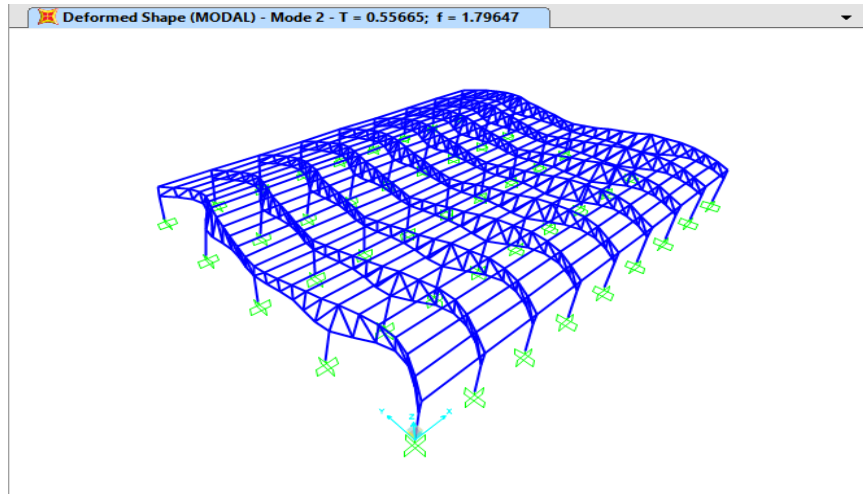 Deformed Shape (MODAL) - Mode 2 - T = 0.55665; f = 1.79647
Y
Z
X